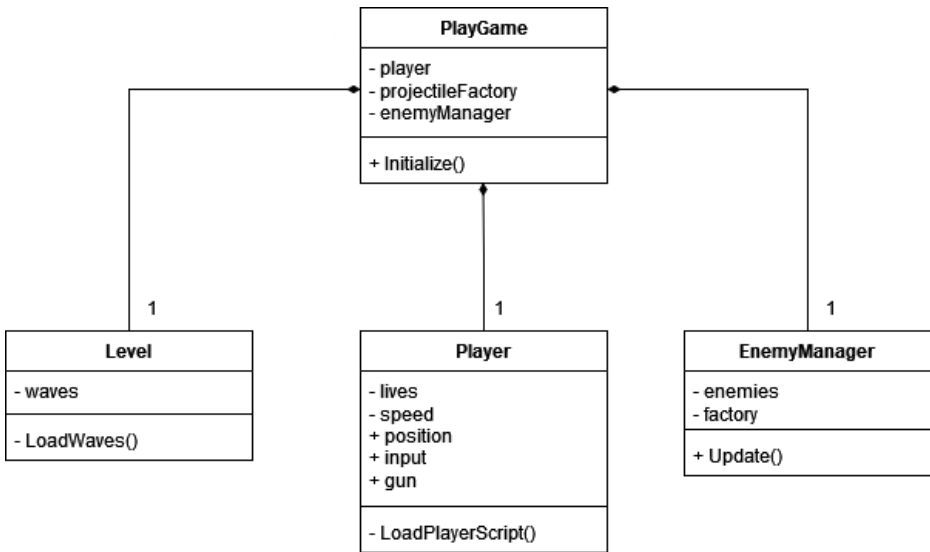 PlayGame
- player
- projectileFactory
- enemyManager
+ Initialize()
1
1
1
Level
- waves
- LoadWaves()
Player
- lives
- speed
+ position
+ input
+ gun
- LoadPlayerScript()
EnemyManager
- enemies
- factory
+ Update()